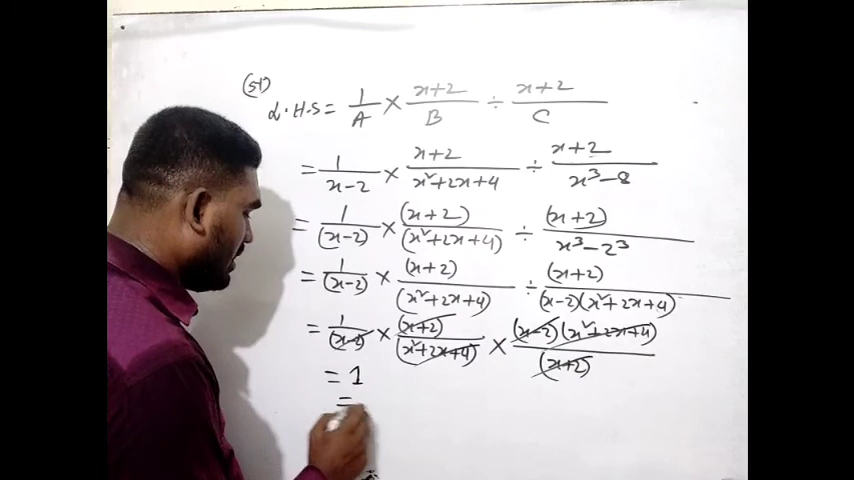 (51)
L.H.S = 1/A × x+2/B ÷ x+2/C
= 1/x-2 × x+2/x²+2x+4 ÷ x+2/x³-8
= 1/(x-2) × (x+2)/(x²+2x+4) ÷ (x+2)/x³-2³
= 1/(x-2) × (x+2)/(x²+2x+4) ÷ (x+2)/(x-2)(x²+2x+4)
= 1/(x-2) × (x+2)/(x²+2x+4) × (x-2)(x²+2x+4)/(x+2)
= 1
=